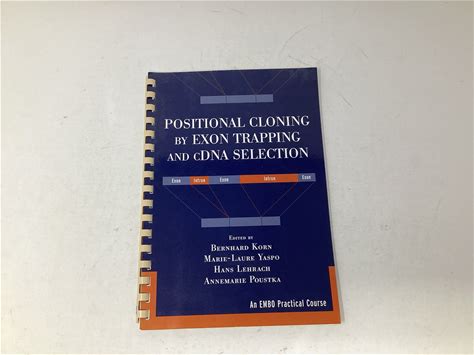 POSITIONAL CLONING
BY EXON TRAPPING
AND cDNA SELECTION
Exon Intron Exon Intron Exon
EDITED BY
BERNHARD KORN
MARIE-LAURE YASPO
HANS LEHRACH
ANNEMARIE POUSTKA
An EMBO Practical Course